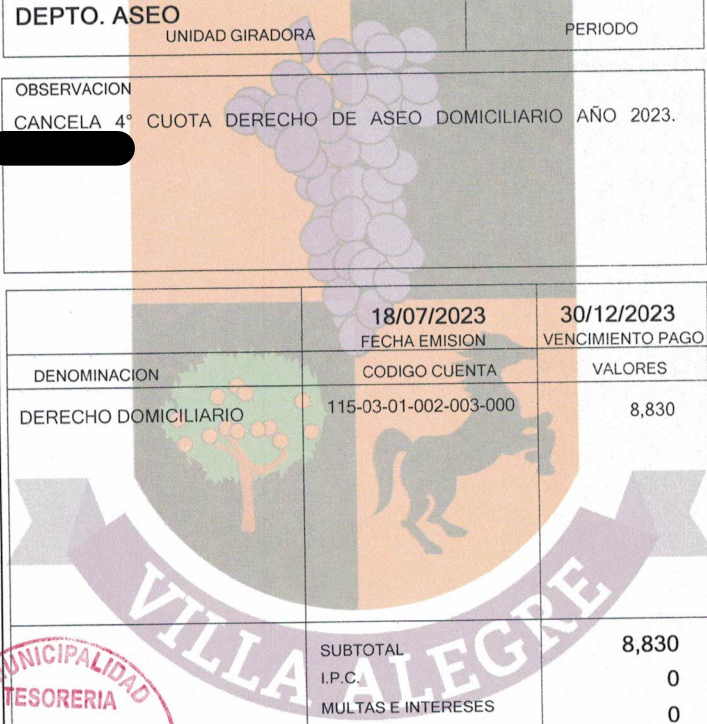 DEPTO. ASEO
UNIDAD GIRADORA
PERIODO
OBSERVACION
CANCELA 4° CUOTA DERECHO DE ASEO DOMICILIARIO AÑO 2023.
18/07/2023 30/12/2023
FECHA EMISION VENCIMIENTO PAGO
DENOMINACION CODIGO CUENTA VALORES
DERECHO DOMICILIARIO 115-03-01-002-003-000 8,830
VILLA ALEGRE
SUBTOTAL 8,830
I.P.C. 0
MULTAS E INTERESES 0
MUNICIPALIDAD
TESORERIA